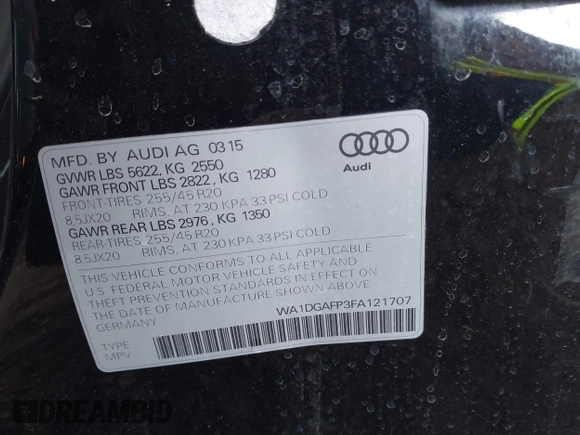 MFD. BY AUDI AG 03 15
GVWR LBS 5622, KG 2550
GAWR FRONT LBS 2822, KG 1280
FRONT-TIRES 255/45 R20
8.5JX20 RIMS, AT 230 KPA 33 PSI COLD
GAWR REAR LBS 2976, KG 1350
REAR-TIRES 255/45 R20
8.5JX20 RIMS, AT 230 KPA 33 PSI COLD
THIS VEHICLE CONFORMS TO ALL APPLICABLE
U.S. FEDERAL MOTOR VEHICLE SAFETY AND
THEFT PREVENTION STANDARDS IN EFFECT ON
THE DATE OF MANUFACTURE SHOWN ABOVE
GERMANY
Audi
WA1DGAFP3FA121707
TYPE
MPV
DREAMBID